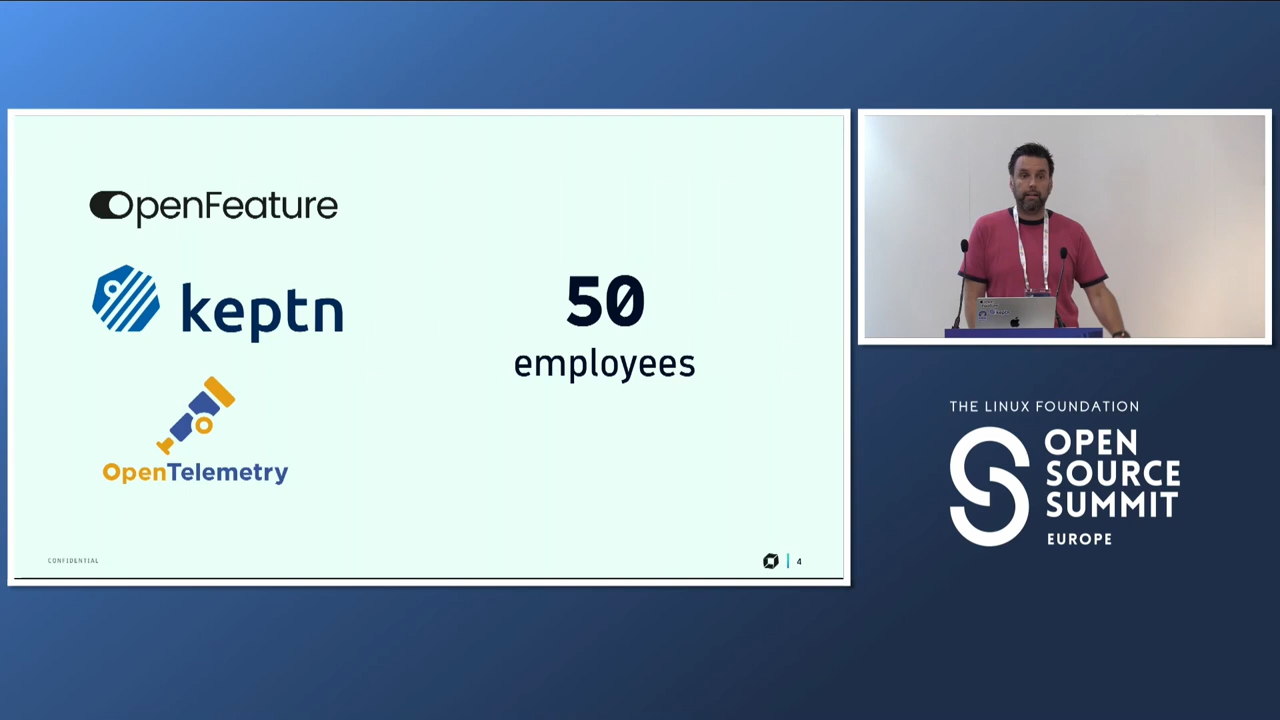 OpenFeature
keptn
OpenTelemetry
50
employees
CONFIDENTIAL
4
THE LINUX FOUNDATION
OPEN
SOURCE
SUMMIT
EUROPE